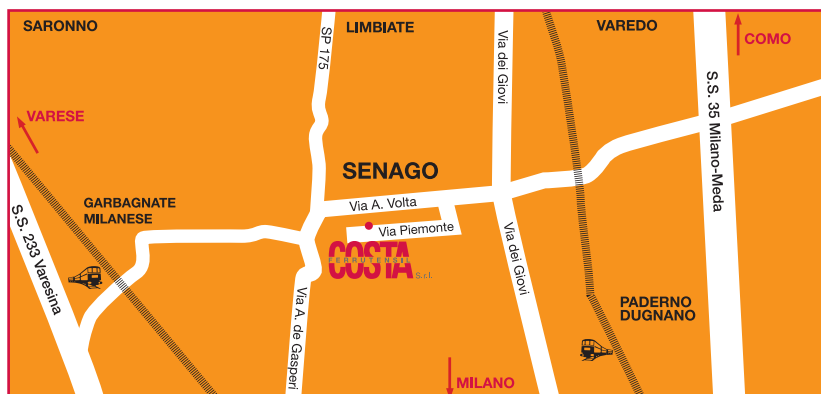 SARONNO
LIMBIATE
VAREDO
COMO
SP 175
Via dei Giovi
S.S. 35 Milano-Meda
VARESE
SENAGO
GARBAGNATE
MILANESE
Via A. Volta
Via Piemonte
S.S. 233 Varesina
COSTA
FERRUTENSIL
S.r.l.
Via dei Giovi
Via A. de Gasperi
PADERNO
DUGNANO
MILANO